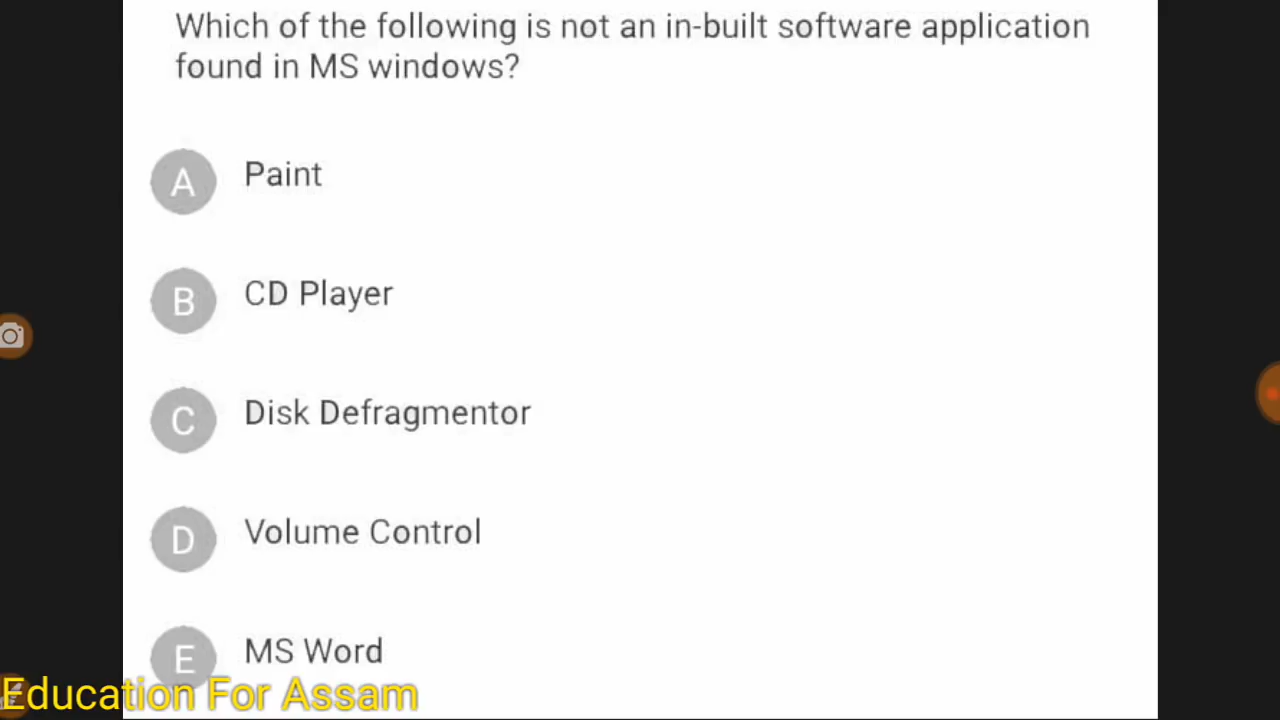 Which of the following is not an in-built software application
found in MS windows?
A Paint
B CD Player
C Disk Defragmentor
D Volume Control
E MS Word
Education For Assam